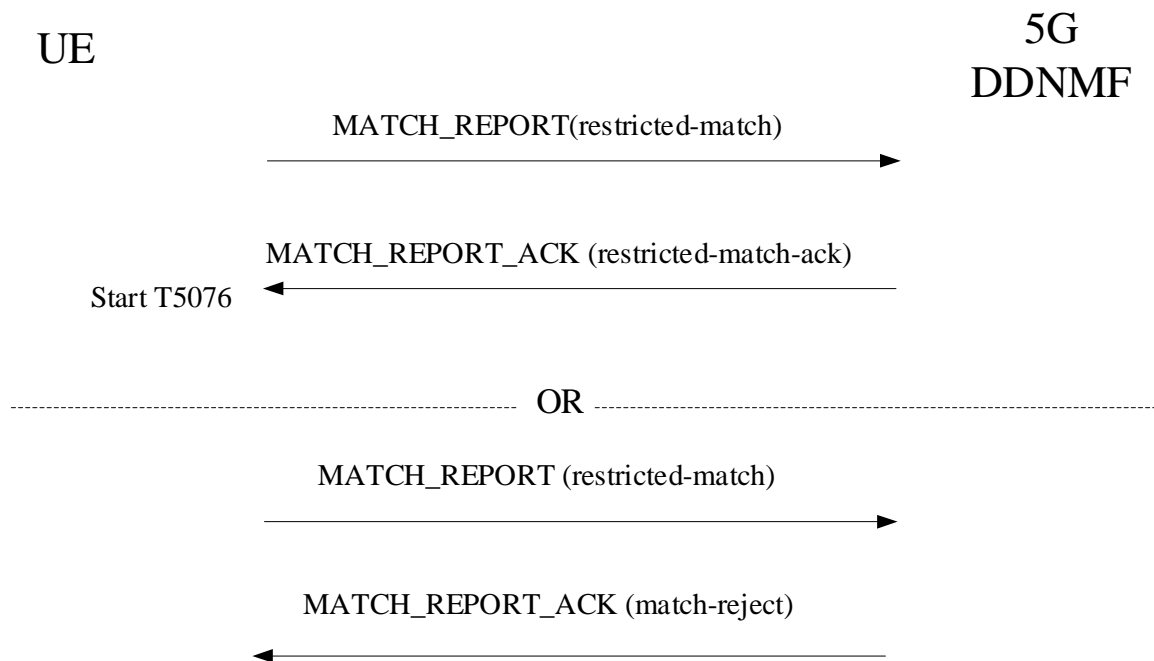 UE
5G
DDNMF
MATCH_REPORT(restricted-match)
MATCH_REPORT_ACK (restricted-match-ack)
Start T5076
OR
MATCH_REPORT (restricted-match)
MATCH_REPORT_ACK (match-reject)